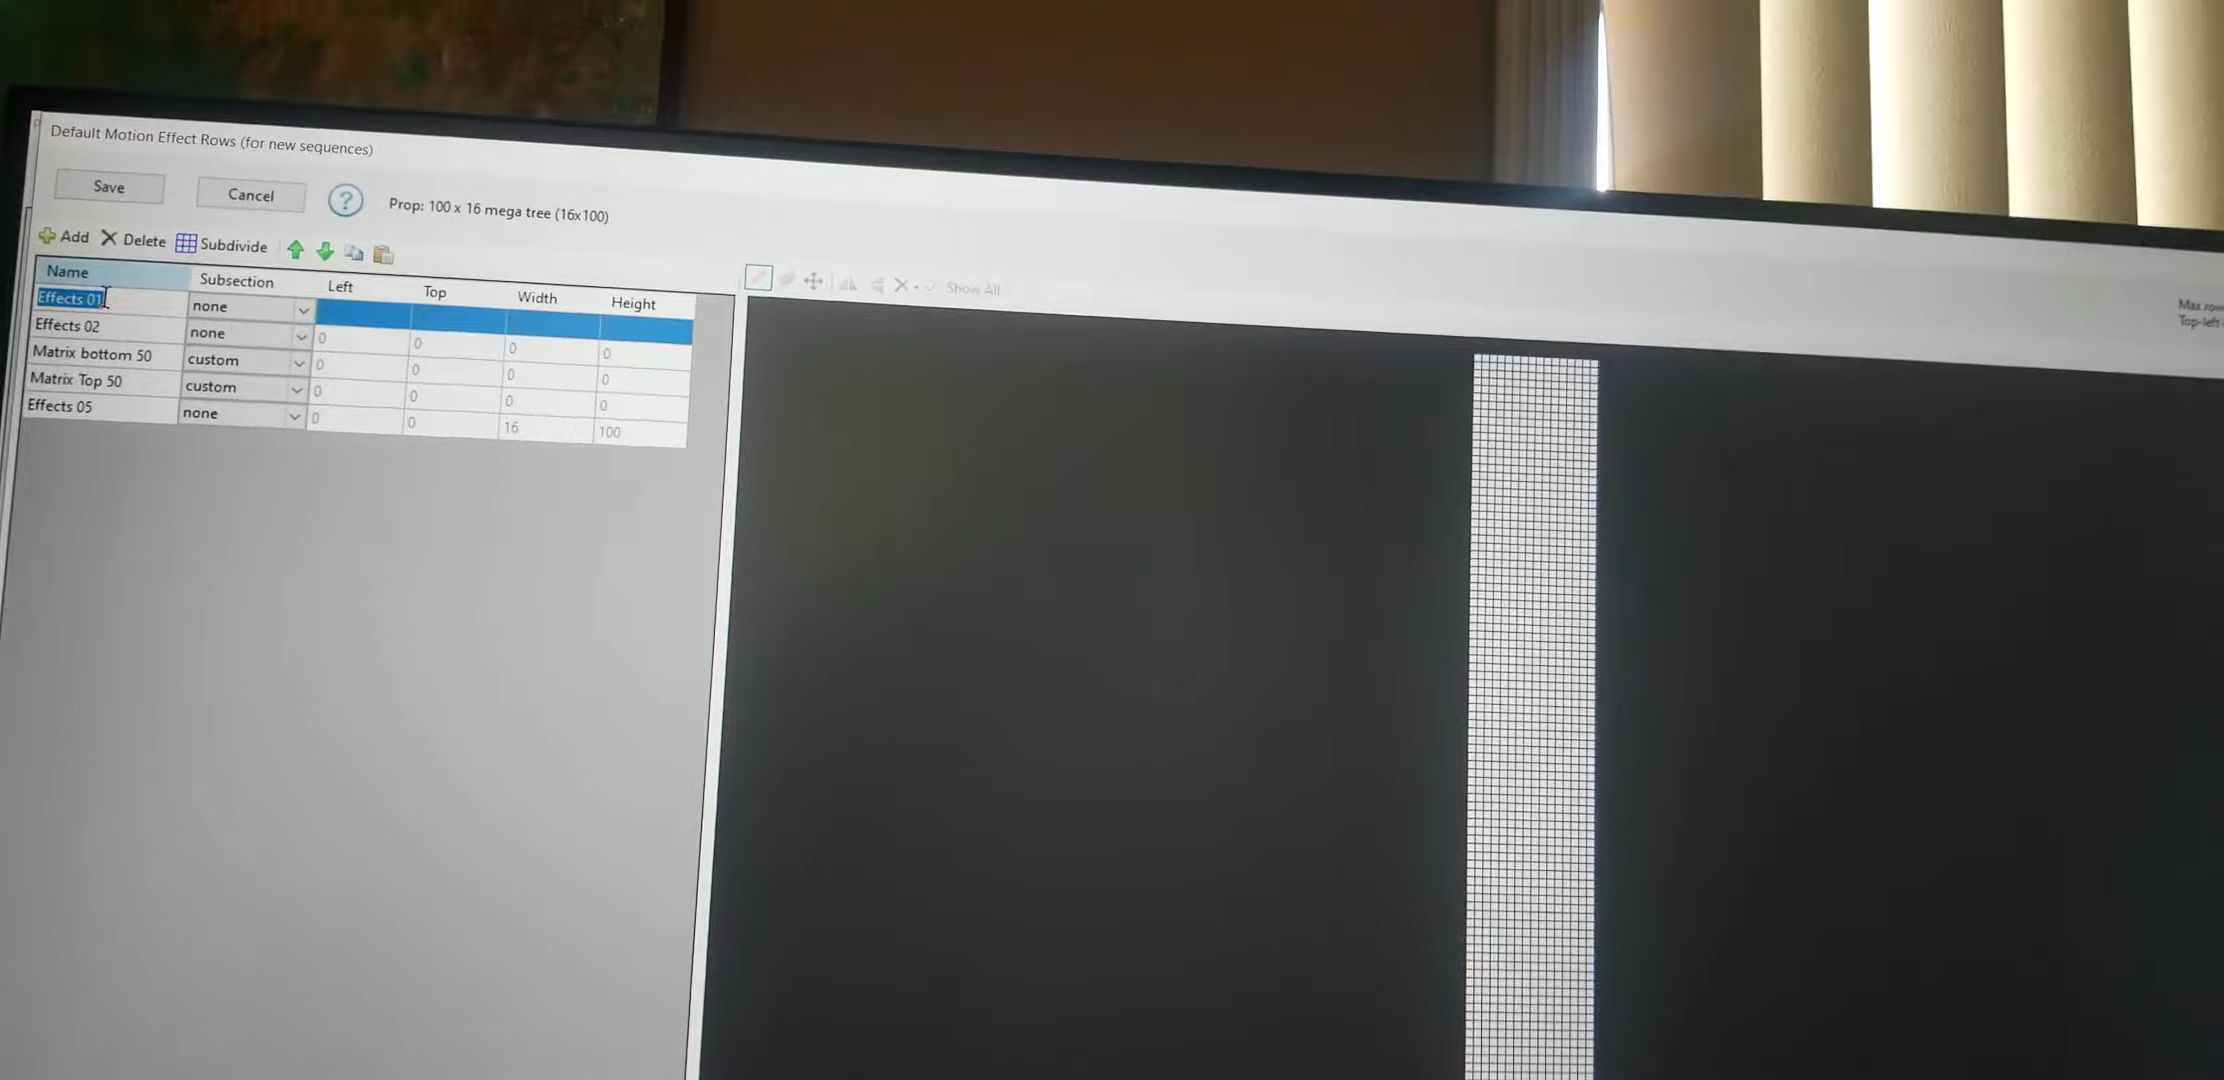 Default Motion Effect Rows (for new sequences)
Save Cancel ? Prop: 100 x 16 mega tree (16x100)
Add Delete Subdivide
Show All
Name Subsection Left Top Width Height
Effects 01 none
Effects 02 none 0 0 0 0
Matrix bottom 50 custom 0 0 0 0
Matrix Top 50 custom 0 0 0 0
Effects 05 none 0 0 16 100
Max
Top-left